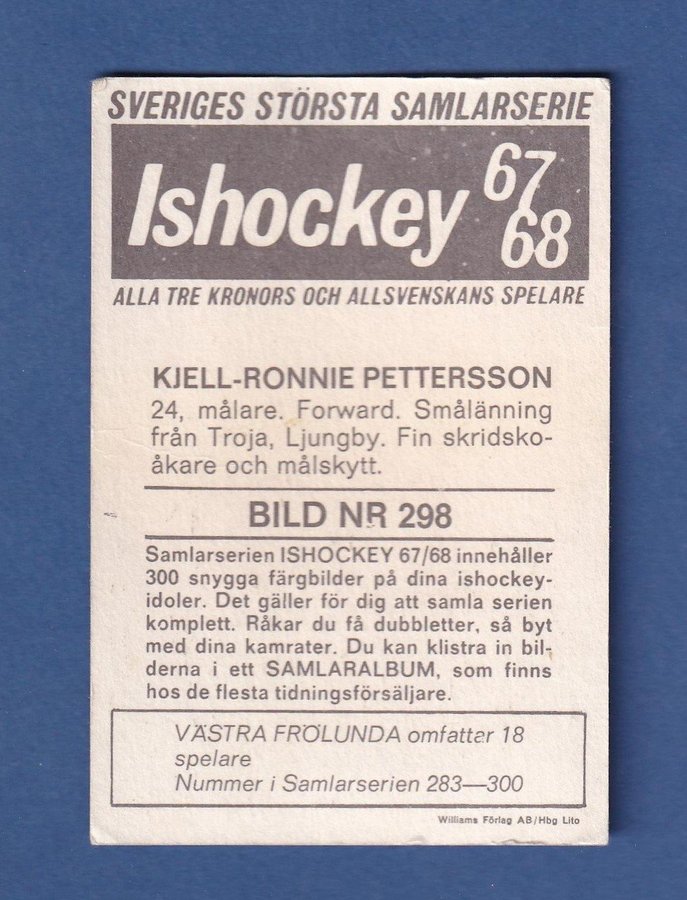 SVERIGES STÖRSTA SAMLARSERIE
Ishockey 67
68
ALLA TRE KRONORS OCH ALLSVENSKANS SPELARE
KJELL-RONNIE PETTERSSON
24, målare. Forward. Smålänning
från Troja, Ljungby. Fin skridsko-
åkare och målskytt.
BILD NR 298
Samlarserien ISHOCKEY 67/68 innehåller
300 snygga färgbilder på dina ishockey-
idoler. Det gäller för dig att samla serien
komplett. Råkar du få dubbletter, så byt
med dina kamrater. Du kan klistra in bil-
derna i ett SAMLARALBUM, som finns
hos de flesta tidningsförsäljare.
VÄSTRA FRÖLUNDA omfattar 18
spelare
Nummer i Samlarserien 283—300
Williams Förlag AB/Hbg Lito